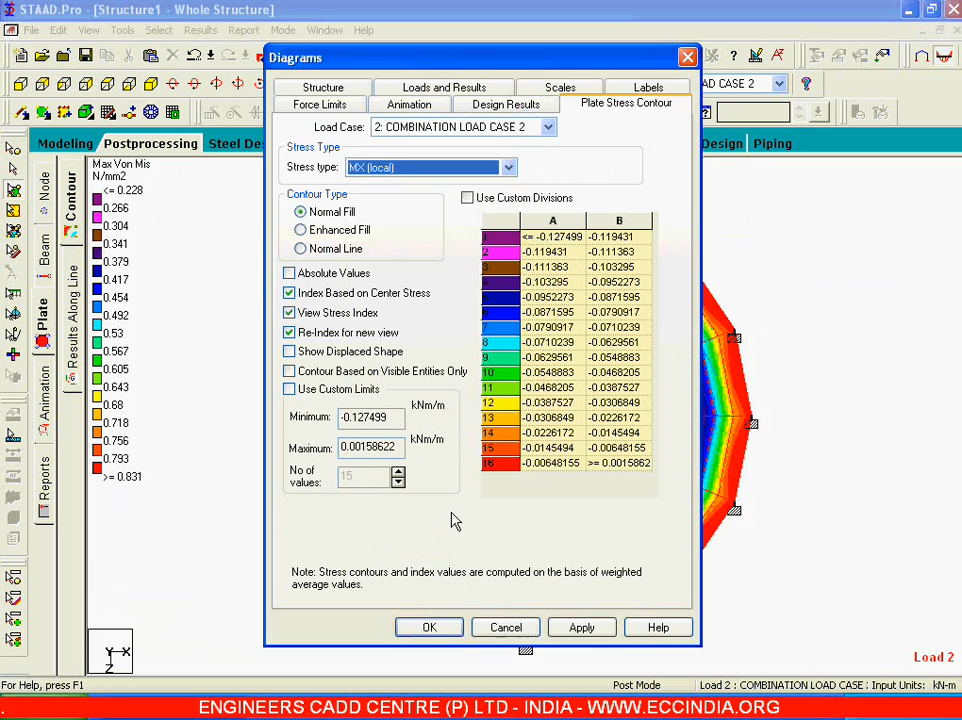 STAAD.Pro - [Structure1 - Whole Structure]
File Edit View Tools Select Results Report Mode Window Help
Diagrams
Structure Loads and Results Scales Labels
Force Limits Animation Design Results Plate Stress Contour
AD CASE 2
Modeling Postprocessing Steel Des Design Piping
Load Case: 2: COMBINATION LOAD CASE 2
Stress Type
Stress type: MX (local)
Contour Type
Normal Fill
Enhanced Fill
Normal Line
Use Custom Divisions
Absolute Values
Index Based on Center Stress
View Stress Index
Re-Index for new view
Show Displaced Shape
Contour Based on Visible Entities Only
Use Custom Limits
Minimum: -0.127499 kNm/m
Maximum: 0.00158622 kNm/m
No of
values: 15
A B
1 <= -0.127499 -0.119431
2 -0.119431 -0.111363
3 -0.111363 -0.103295
4 -0.103295 -0.0952273
5 -0.0952273 -0.0871595
6 -0.0871595 -0.0790917
7 -0.0790917 -0.0710239
8 -0.0710239 -0.0629561
9 -0.0629561 -0.0548883
10 -0.0548883 -0.0468205
11 -0.0468205 -0.0387527
12 -0.0387527 -0.0306849
13 -0.0306849 -0.0226172
14 -0.0226172 -0.0145494
15 -0.0145494 -0.00648155
16 -0.00648155 >= 0.0015862
Note: Stress contours and index values are computed on the basis of weighted
average values.
OK Cancel Apply Help
Max Von Mis
N/mm2
<= 0.228
0.266
0.304
0.341
0.379
0.417
0.454
0.492
0.53
0.567
0.605
0.643
0.68
0.718
0.756
0.793
>= 0.831
Node
Beam
Plate
Animation
Reports
Contour
Results Along Line
Y X
Z
Load 2
For Help, press F1 Post Mode Load 2 : COMBINATION LOAD CASE Input Units: kN-m
ENGINEERS CADD CENTRE (P) LTD - INDIA - WWW.ECCINDIA.ORG